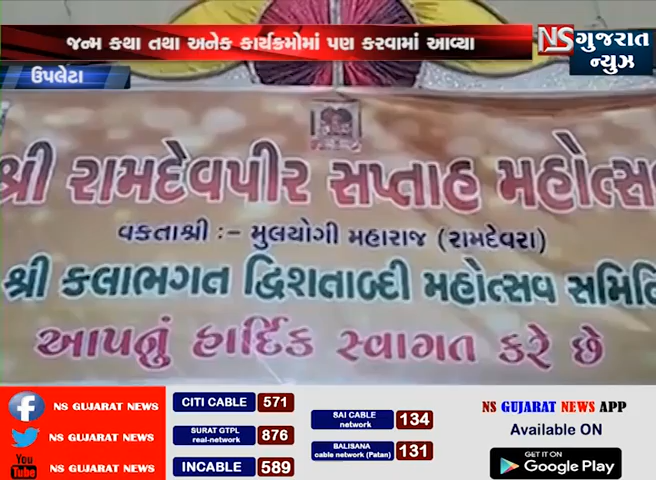 જન્મ કથા તથા અનેક કાર્યક્રમોમાં પણ કરવામાં આવ્યા
NS ગુજરાત
ન્યુઝ
ઉપલેટા
શ્રી રામદેવપીર સપ્તાહ મહોત્સવ
વકતાશ્રી :- મુલયોગી મહારાજ (રામદેવરા)
શ્રી કલાભગત દ્વિશતાબ્દી મહોત્સવ સમિતિ
આપનું હાર્દિક સ્વાગત કરે છે
NS GUJARAT NEWS
NS GUJARAT NEWS
You Tube NS GUJARAT NEWS
CITI CABLE 571
SURAT GTPL real-network 876
INCABLE 589
SAI CABLE network 134
BALISANA cable network (Patan) 131
NS GUJARAT NEWS APP
Available ON
GET IT ON
Google Play